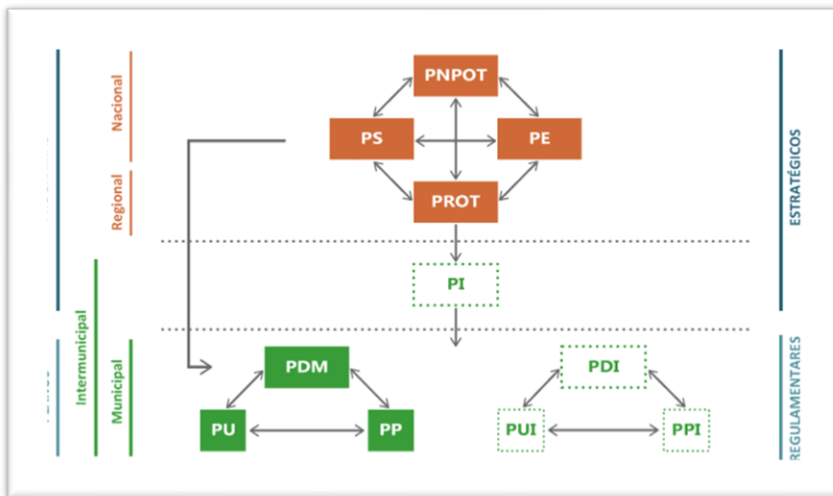 PNPOT
Nacional
PS
PE
Regional
PROT
ESTRATÉGICOS
PI
Intermunicipal
Municipal
PDM
PDI
PU
PP
PUI
PPI
REGULAMENTARES